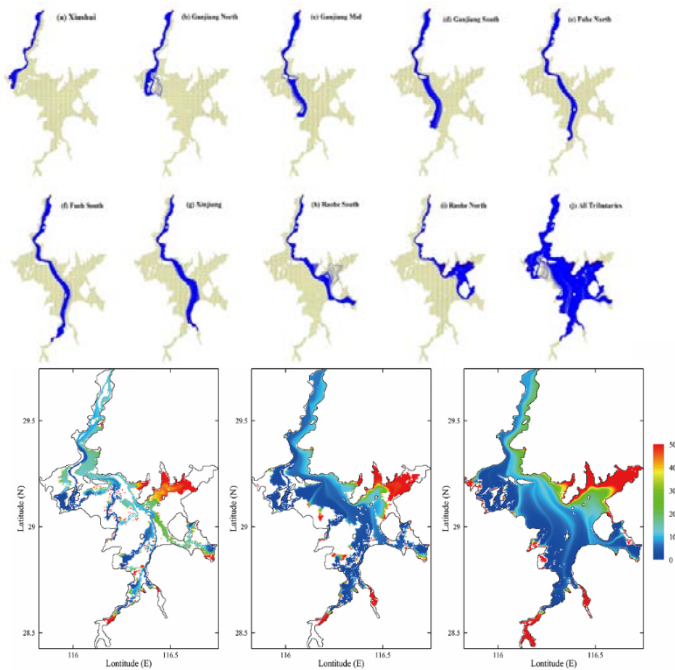 (a) Xiushui
(b) Ganjiang North
(c) Ganjiang Mid
(d) Ganjiang South
(e) Fuhe North
(f) Fueh South
(g) Xinjiang
(h) Raohe South
(i) Raohe North
(j) All Tributaries
29.5
29
28.5
Latitude (N)
116
116.5
Lontitude (E)
29.5
29
28.5
Latitude (N)
116
116.5
Lontitude (E)
29.5
29
28.5
Latitude (N)
116
116.5
Lontitude (E)
50
40
30
20
10
0